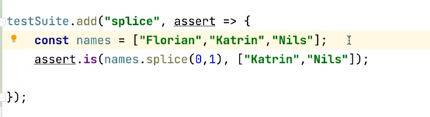 testSuite.add("splice", assert => {
const names = ["Florian","Katrin","Nils"];
assert.is(names.splice(0,1), ["Katrin","Nils"]);
});